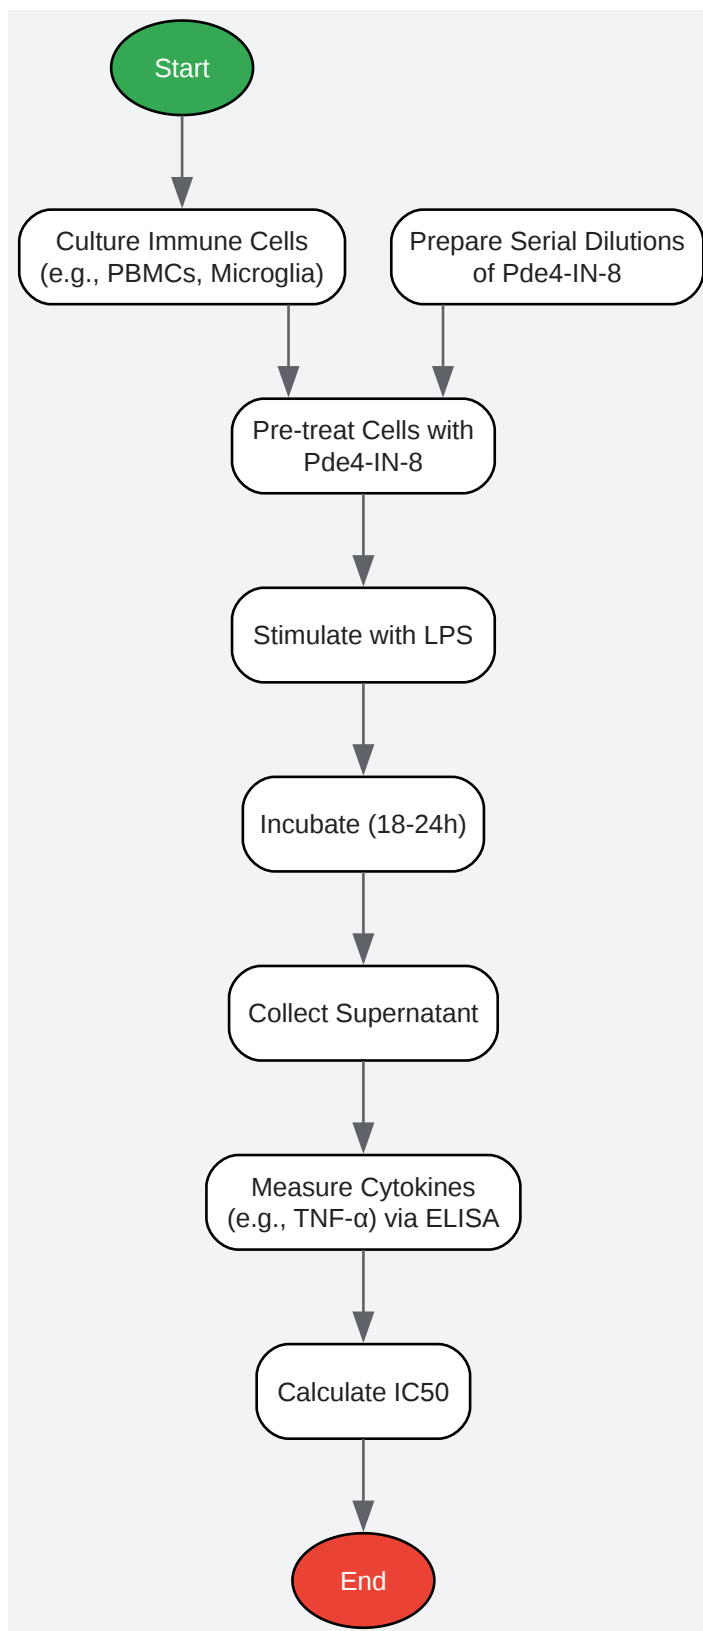 Start
Culture Immune Cells
(e.g., PBMCs, Microglia)
Prepare Serial Dilutions
of Pde4-IN-8
Pre-treat Cells with
Pde4-IN-8
Stimulate with LPS
Incubate (18-24h)
Collect Supernatant
Measure Cytokines
(e.g., TNF-α) via ELISA
Calculate IC50
End